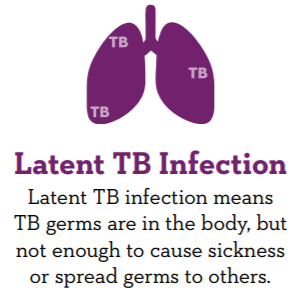 TB
TB
TB
Latent TB Infection
Latent TB infection means
TB germs are in the body, but
not enough to cause sickness
or spread germs to others.